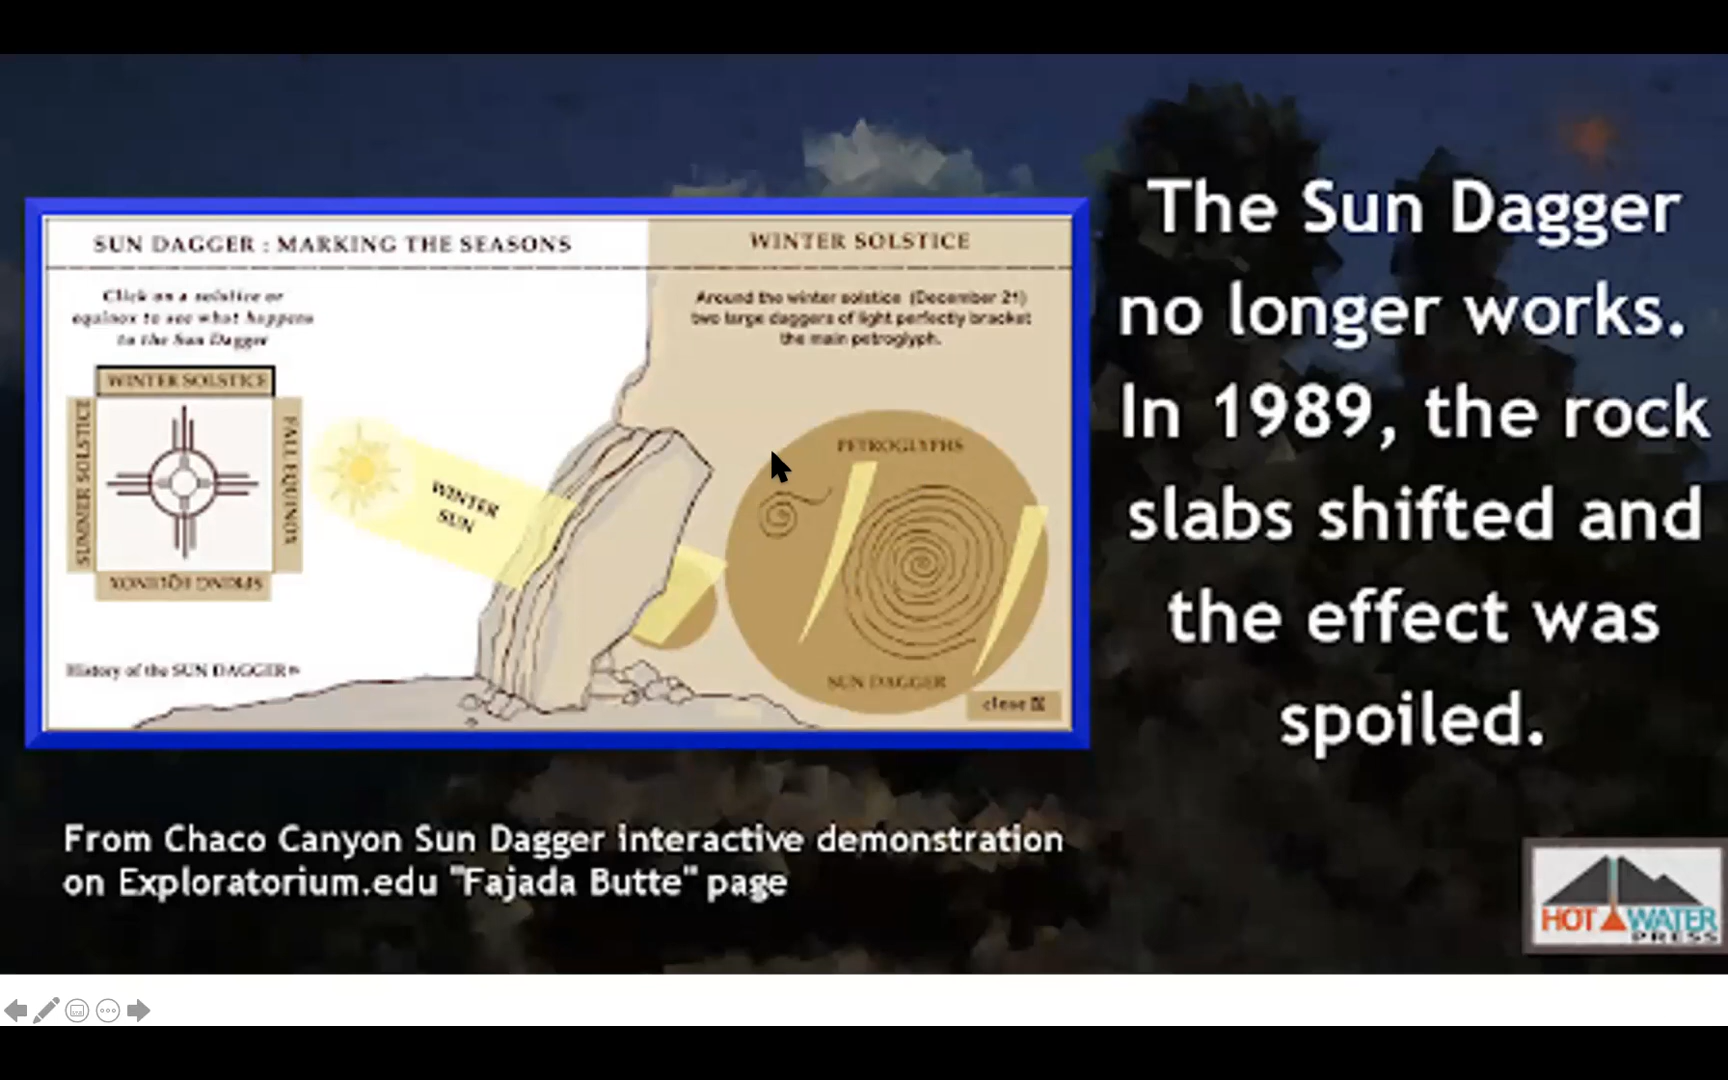 SUN DAGGER : MARKING THE SEASONS
Click on a solstice or
equinox to see what happens
to the Sun Dagger
WINTER SOLSTICE
SUMMER SOLSTICE
FALL EQUINOX
SPRING EQUINOX
History of the SUN DAGGER
WINTER
SUN
WINTER SOLSTICE
Around the winter solstice (December 21)
two large daggers of light perfectly bracket
the main petroglyph.
PETROGLYPHS
SUN DAGGER
close
The Sun Dagger
no longer works.
In 1989, the rock
slabs shifted and
the effect was
spoiled.
From Chaco Canyon Sun Dagger interactive demonstration
on Exploratorium.edu "Fajada Butte" page
HOT WATER
PRESS